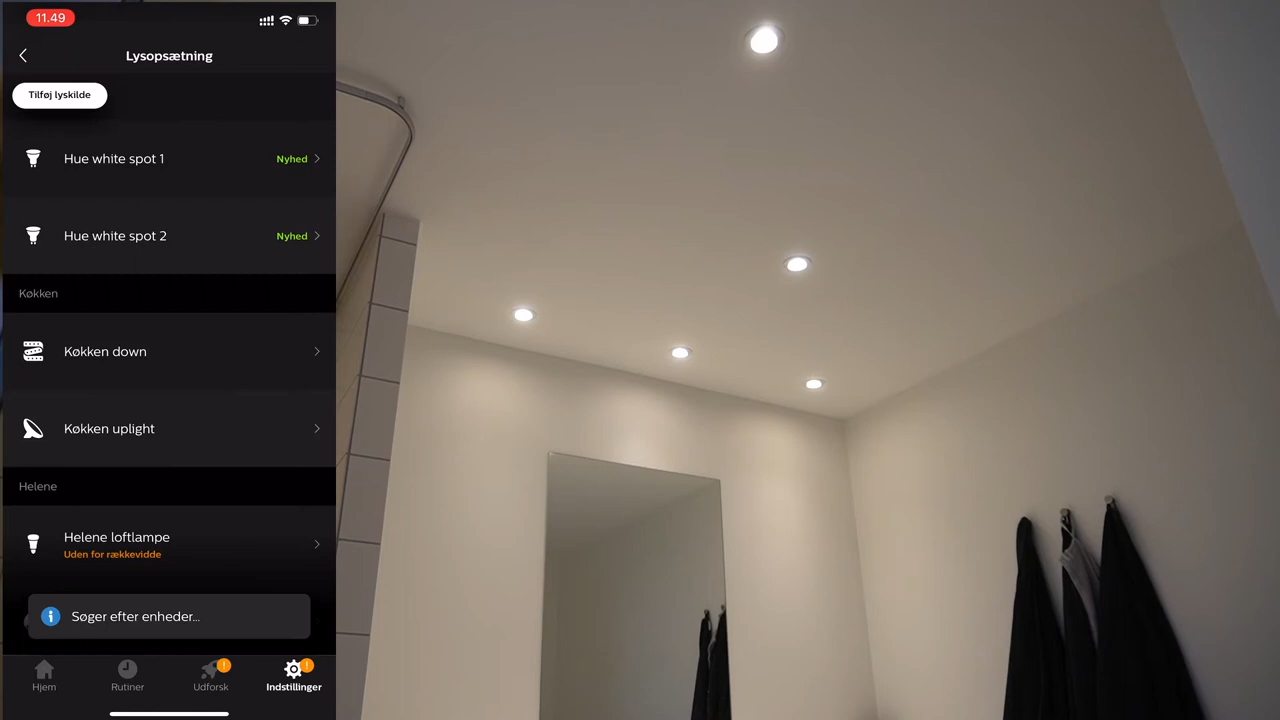 11.49
Lysopsætning
Tilføj lyskilde
Hue white spot 1
Nyhed
Hue white spot 2
Nyhed
Køkken
Køkken down
Køkken uplight
Helene
Helene loftlampe
Uden for rækkevidde
Søger efter enheder...
Hjem
Rutiner
Udforsk
Indstillinger